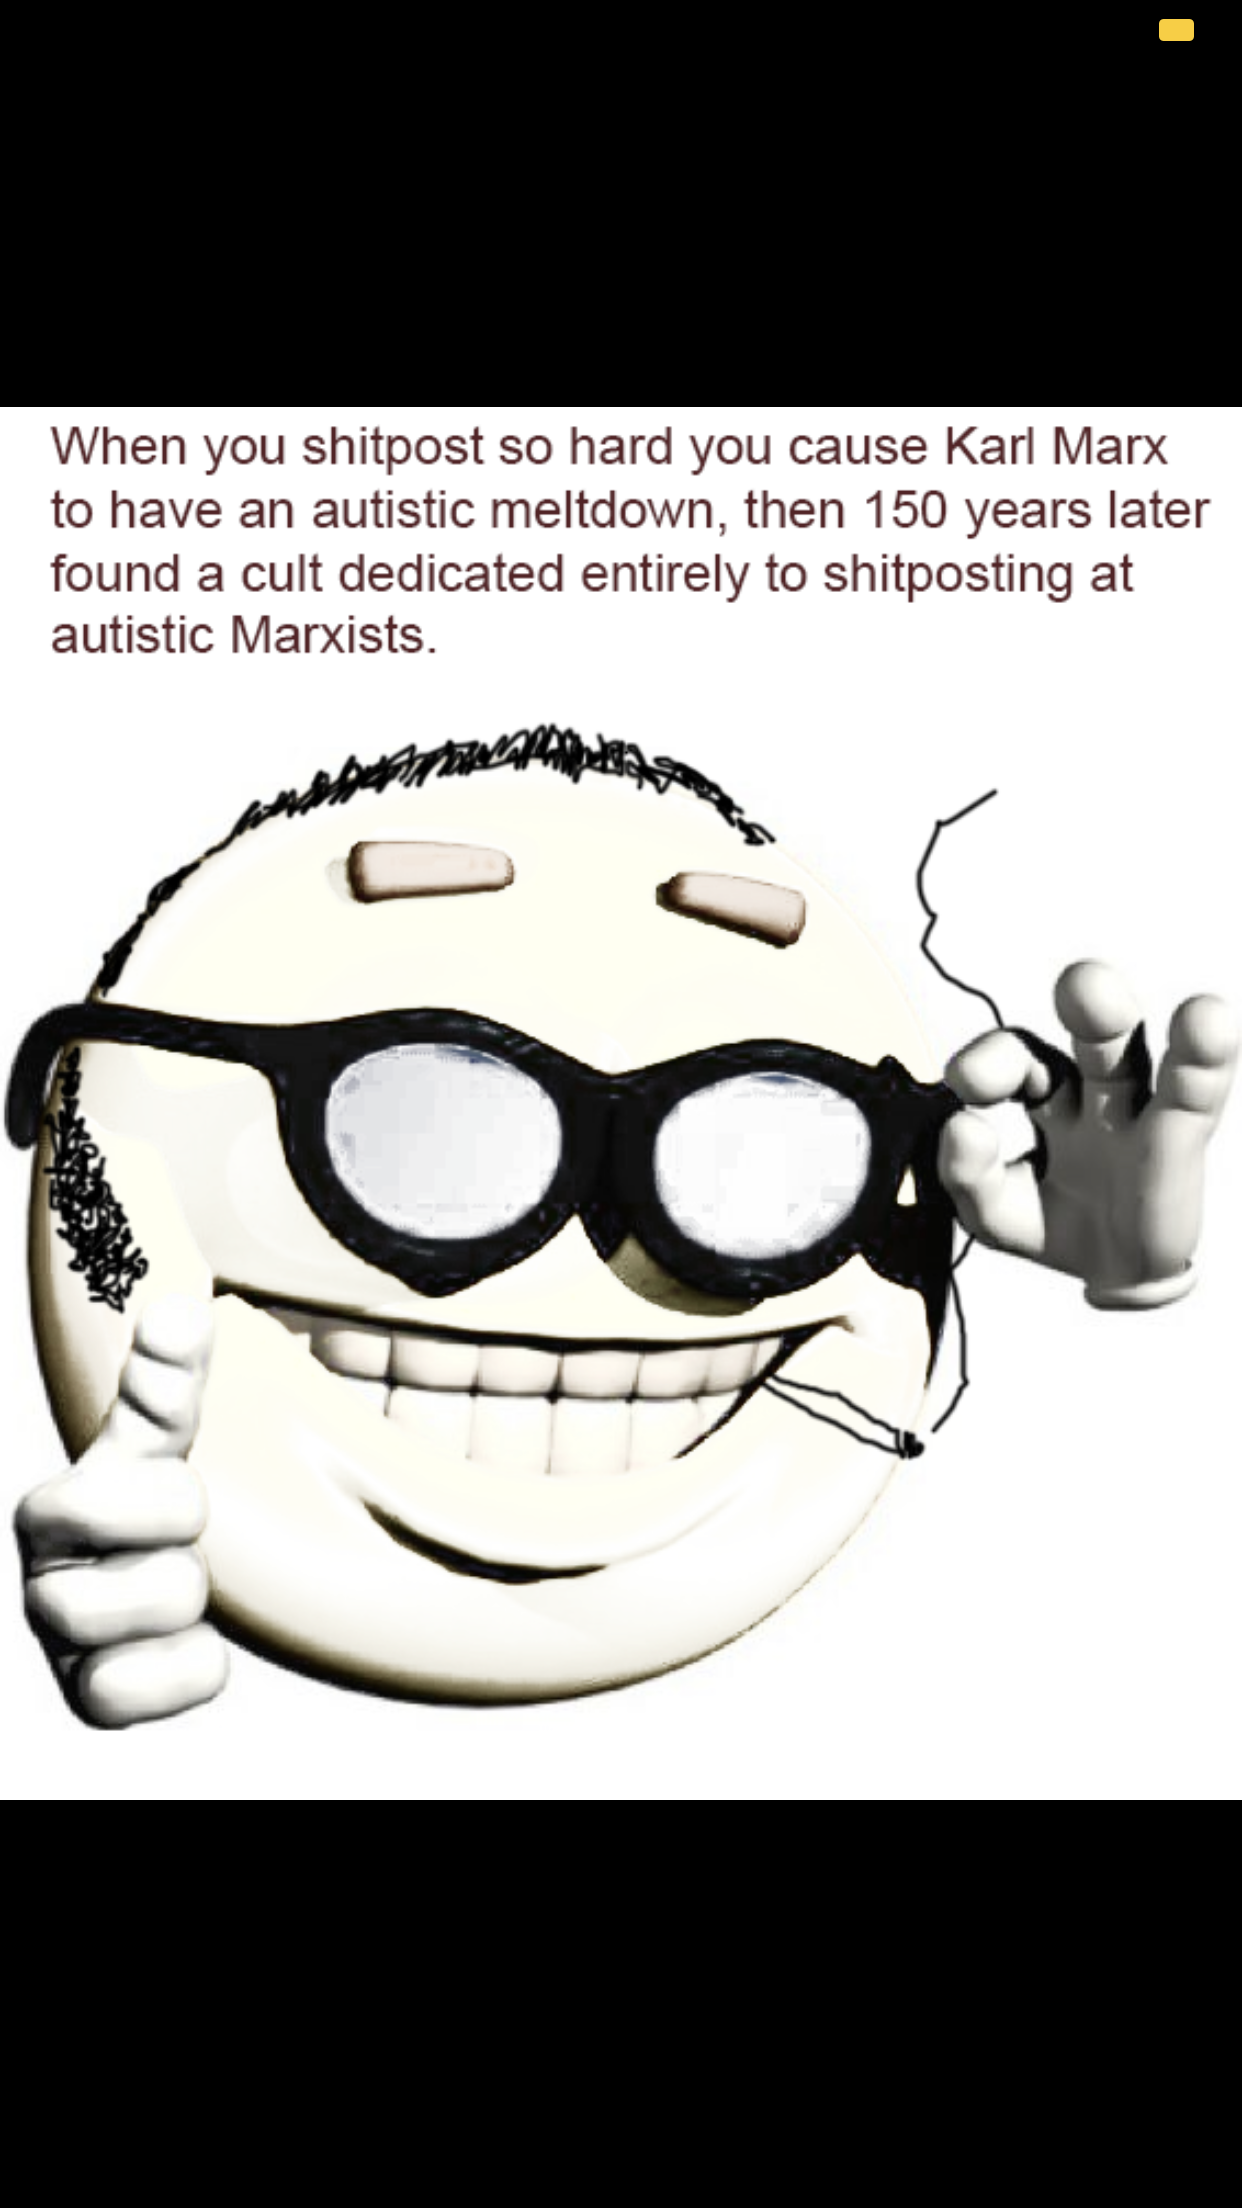 When you shitpost so hard you cause Karl Marx
to have an autistic meltdown, then 150 years later
found a cult dedicated entirely to shitposting at
autistic Marxists.